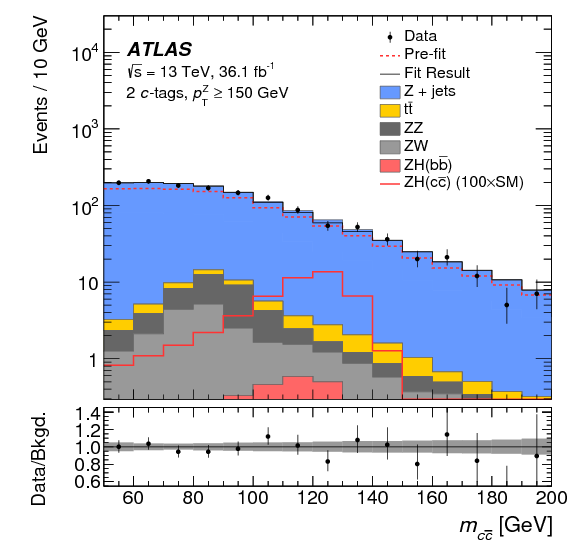 Events / 10 GeV
10⁴
10³
10²
10
1
ATLAS
√s = 13 TeV, 36.1 fb⁻¹
2 c-tags, p_T^Z ≥ 150 GeV
Data
Pre-fit
Fit Result
Z + jets
tt̅
ZZ
ZW
ZH(bb̅)
ZH(cc̅) (100×SM)
Data/Bkgd.
1.4
1.2
1.0
0.8
0.6
60 80 100 120 140 160 180 200
m_cc̅ [GeV]